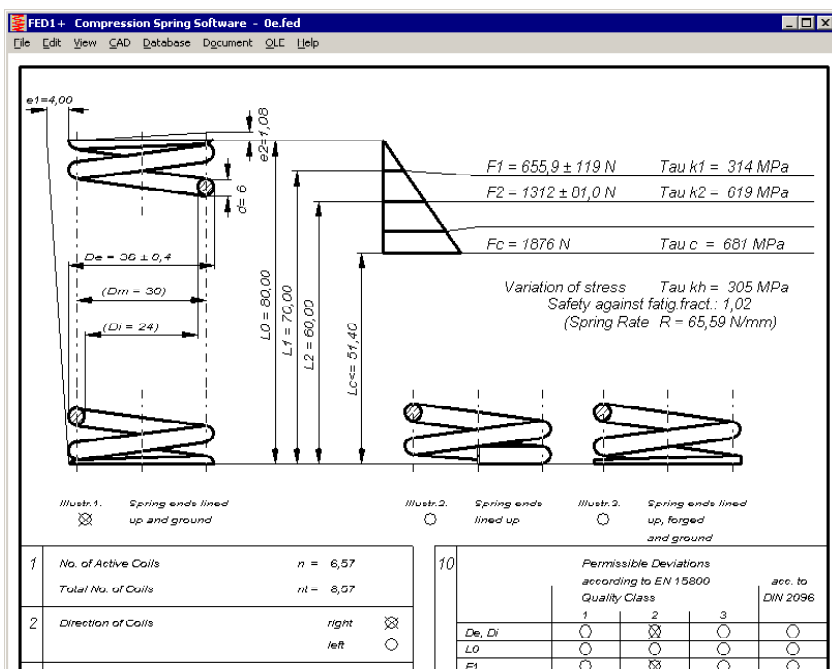 FED1+ Compression Spring Software - 0e.fed
File Edit View CAD Database Document OLE Help
e1=4,00
e2=1,08
d= 6
F1 = 655,9 ± 119 N Tau k1 = 314 MPa
F2 = 1312 ± 01,0 N Tau k2 = 619 MPa
Fc = 1876 N Tau c = 681 MPa
De = 36 ± 0,4
(Dm = 30)
(Di = 24)
L0 = 80,00
L1 = 70,00
L2 = 60,00
Lc<= 51,40
Variation of stress Tau kh = 305 MPa
Safety against fatig.fract.: 1,02
(Spring Rate R = 65,59 N/mm)
Illustr.1. Spring ends lined
up and ground
Illustr.2. Spring ends
lined up
Illustr.3. Spring ends lined
up, forged
and ground
1 No. of Active Coils n = 6,57
Total No. of Coils nt = 8,57
2 Direction of Coils right
left
10 Permissible Deviations
according to EN 15800 acc. to
Quality Class DIN 2096
1 2 3
De, Di
L0
F1